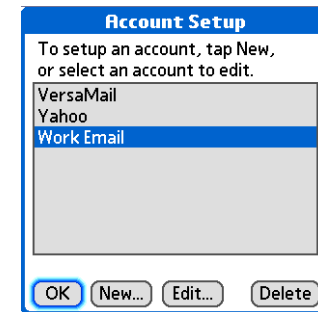 Account Setup
To setup an account, tap New,
or select an account to edit.
VersaMail
Yahoo
Work Email
OK New... Edit... Delete